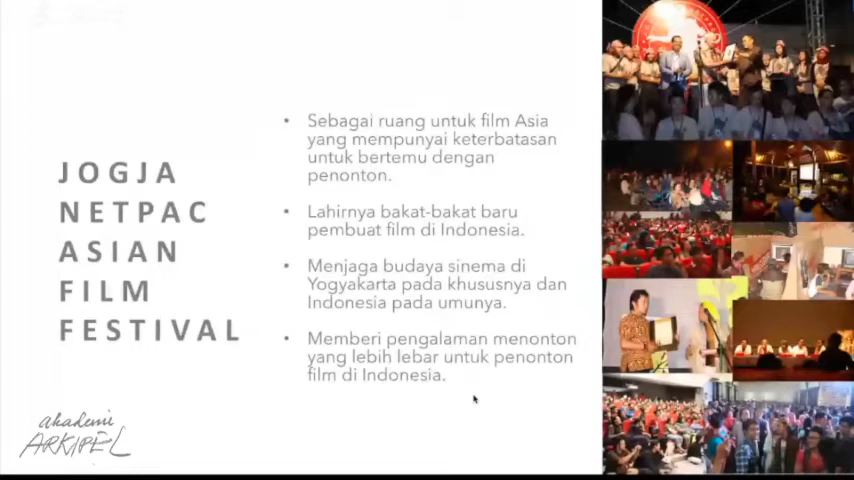 JOGJA
NETPAC
ASIAN
FILM
FESTIVAL
• Sebagai ruang untuk film Asia
yang mempunyai keterbatasan
untuk bertemu dengan
penonton.
• Lahirnya bakat-bakat baru
pembuat film di Indonesia.
• Menjaga budaya sinema di
Yogyakarta pada khususnya dan
Indonesia pada umunya.
• Memberi pengalaman menonton
yang lebih lebar untuk penonton
film di Indonesia.
akademi
ARKIPEL